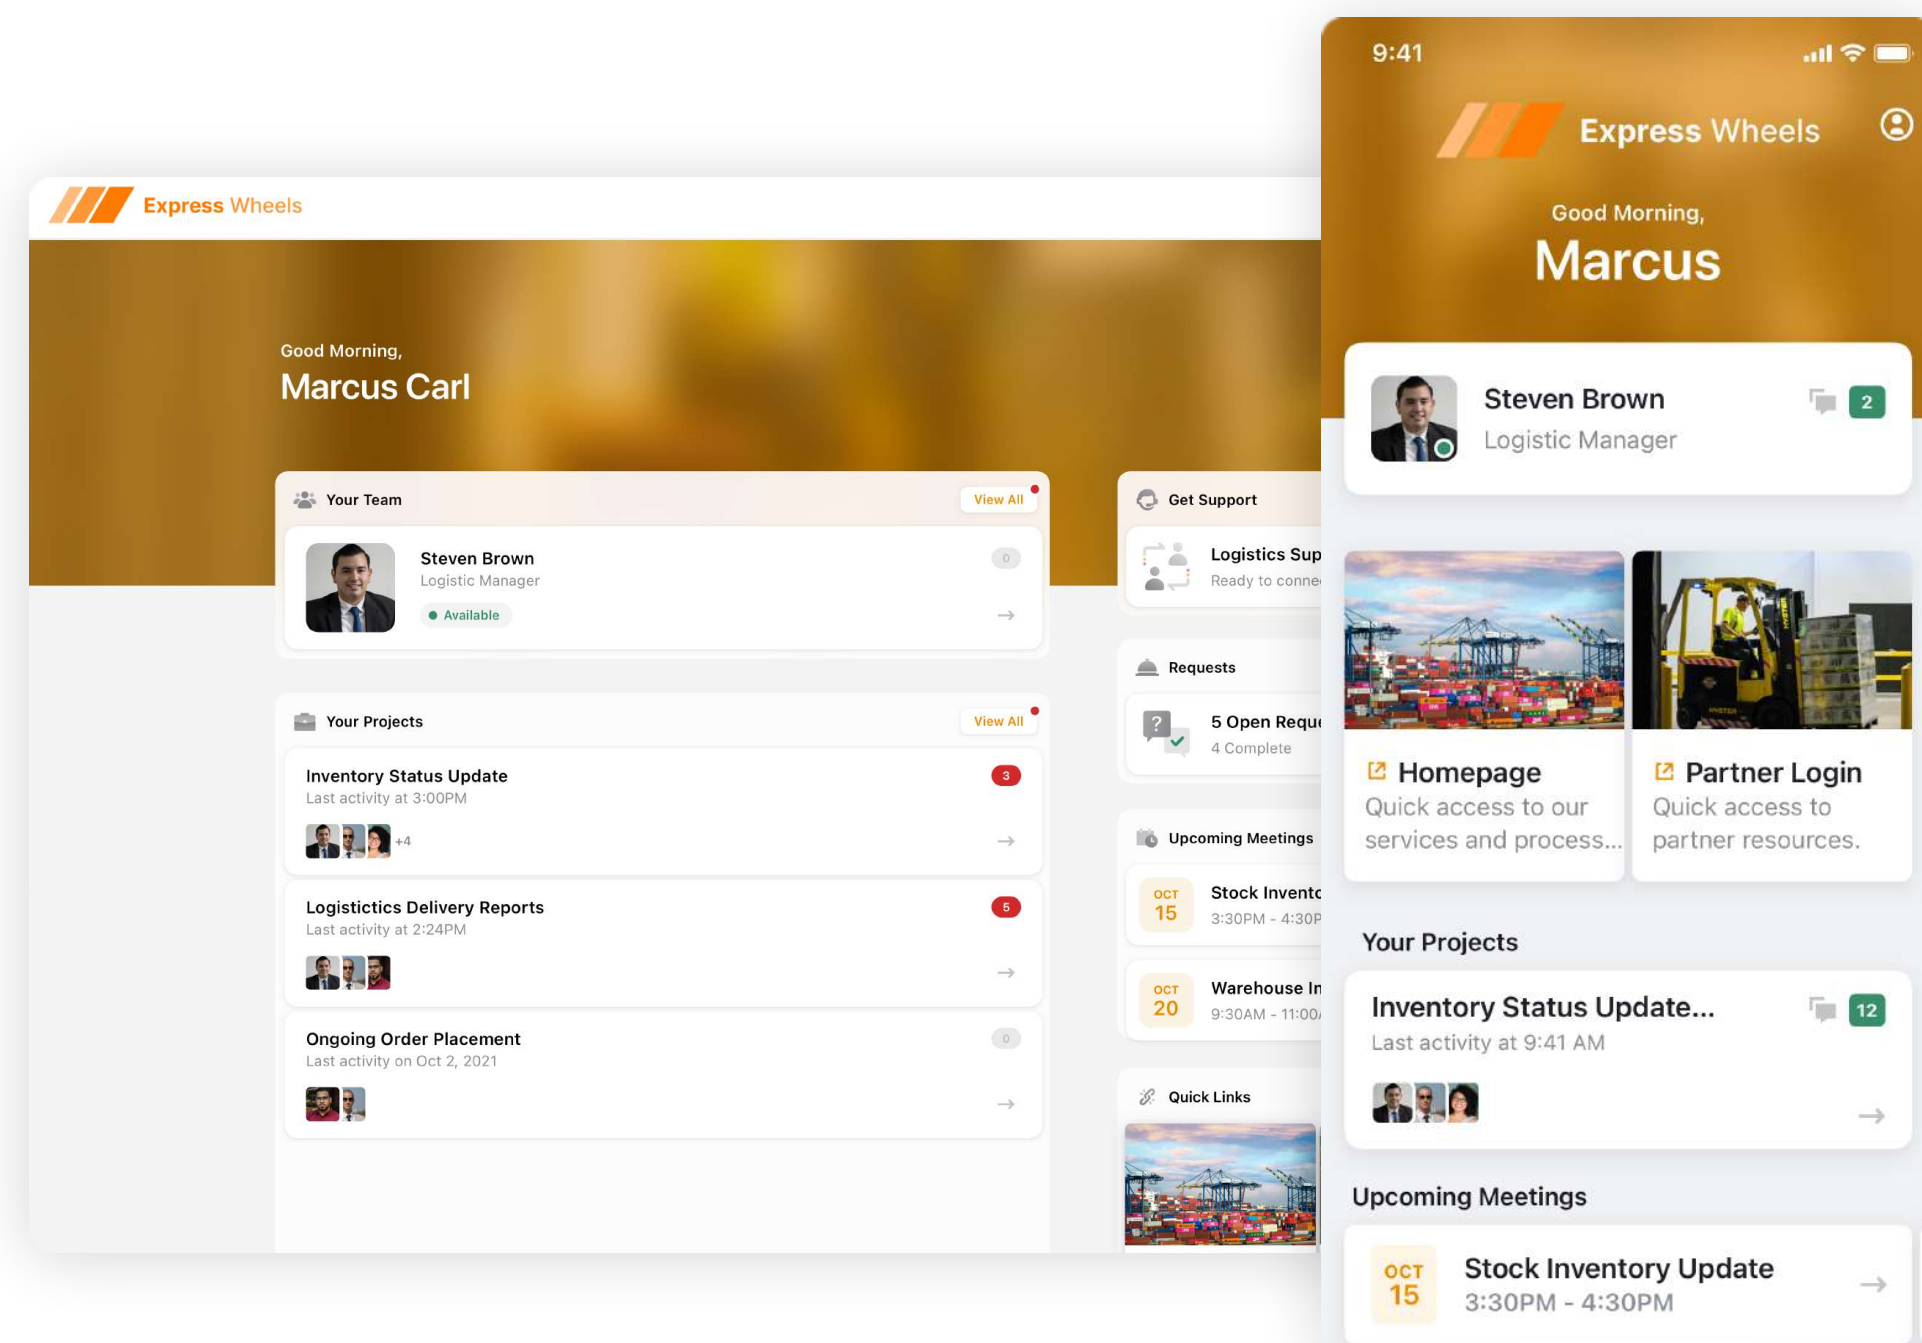 Express Wheels
Good Morning,
Marcus Carl
Your Team
View All
Steven Brown
0
Logistic Manager
Available
Your Projects
View All
Inventory Status Update
3
Last activity at 3:00PM
+4
Logistictics Delivery Reports
5
Last activity at 2:24PM
Ongoing Order Placement
0
Last activity on Oct 2, 2021
Get Support
Logistics Sup
Ready to conne
Requests
?
5 Open Reque
4 Complete
Upcoming Meetings
OCT
15
Stock Invento
3:30PM - 4:30P
OCT
20
Warehouse In
9:30AM - 11:00
Quick Links
9:41
Express Wheels
Good Morning,
Marcus
Steven Brown
2
Logistic Manager
HYSTER
HYSTER
Homepage
Quick access to our
services and process...
Partner Login
Quick access to
partner resources.
Your Projects
Inventory Status Update...
12
Last activity at 9:41 AM
Upcoming Meetings
OCT
15
Stock Inventory Update
3:30PM - 4:30PM